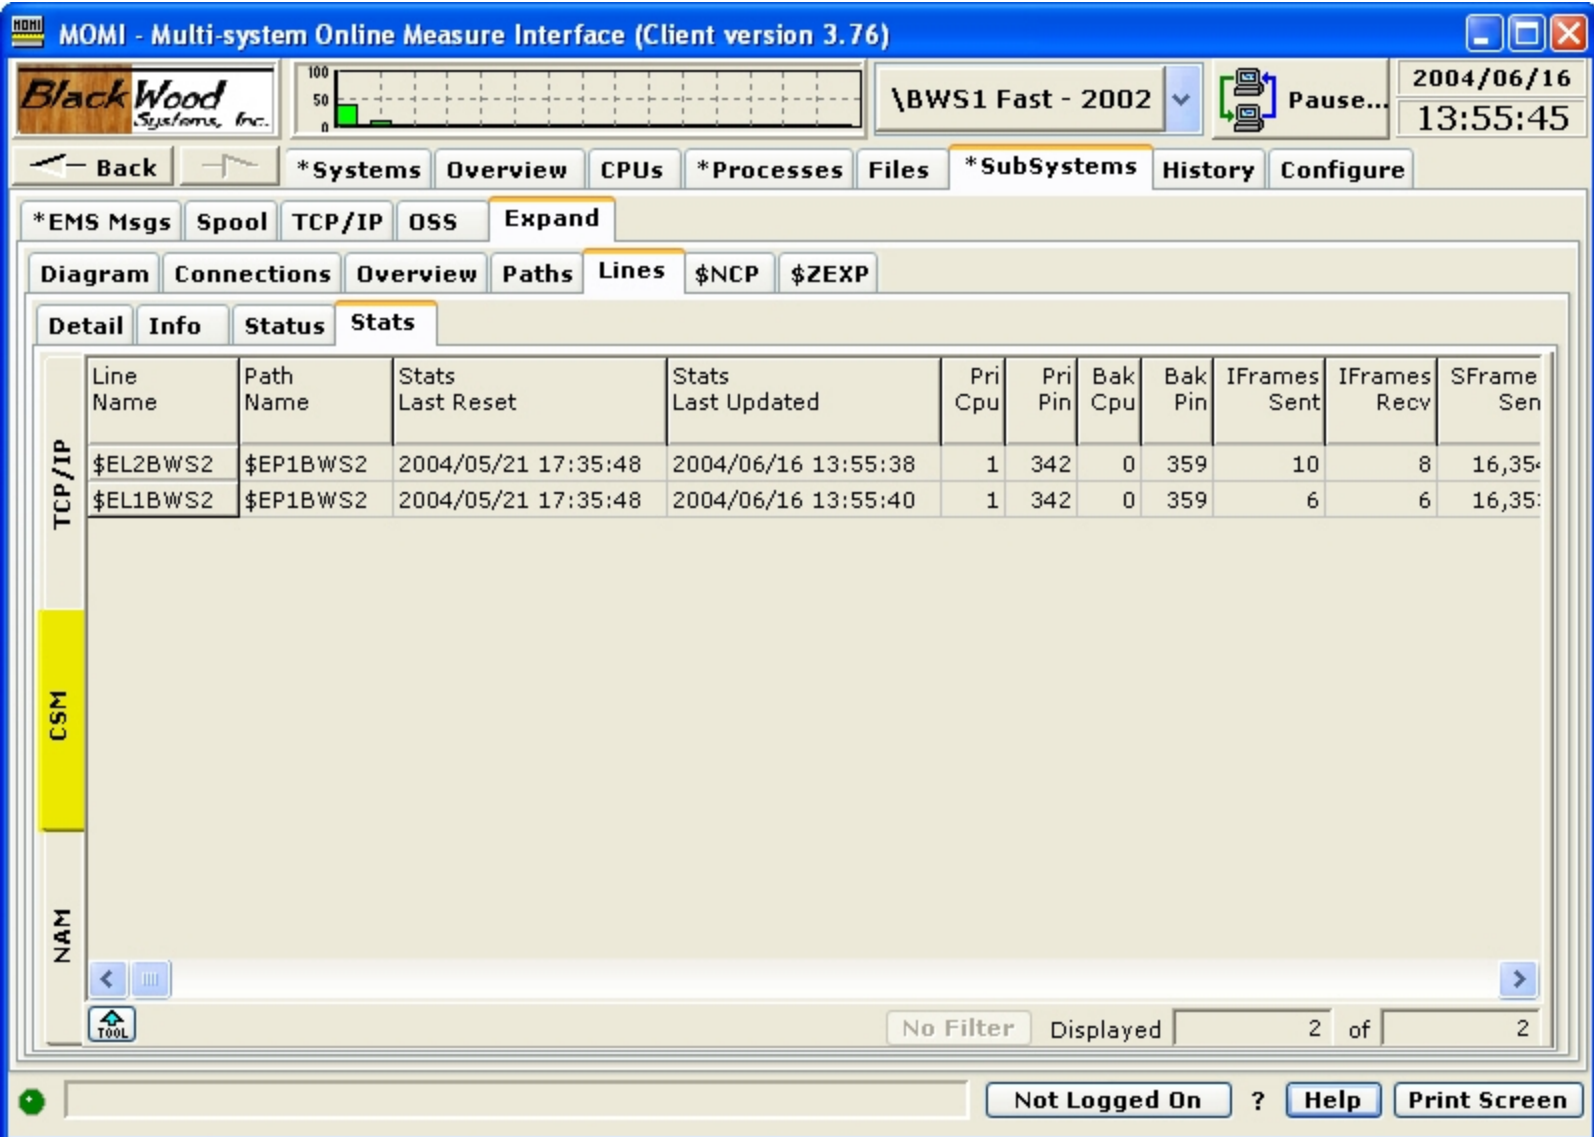 MOMI - Multi-system Online Measure Interface (Client version 3.76)
BlackWood
Systems, Inc.
100
50
0
\BWS1 Fast - 2002
Pause...
2004/06/16
13:55:45
Back
*Systems Overview CPUs *Processes Files *SubSystems History Configure
*EMS Msgs Spool TCP/IP OSS Expand
Diagram Connections Overview Paths Lines $NCP $ZEXP
Detail Info Status Stats
TCP/IP
CSM
NAM
Line Path Stats Stats Pri Pri Bak Bak IFrames IFrames SFrame
Name Name Last Reset Last Updated Cpu Pin Cpu Pin Sent Recv Sen
$EL2BWS2 $EP1BWS2 2004/05/21 17:35:48 2004/06/16 13:55:38 1 342 0 359 10 8 16,354
$EL1BWS2 $EP1BWS2 2004/05/21 17:35:48 2004/06/16 13:55:40 1 342 0 359 6 6
TOOL
No Filter Displayed 2 of 2
Not Logged On ? Help Print Screen